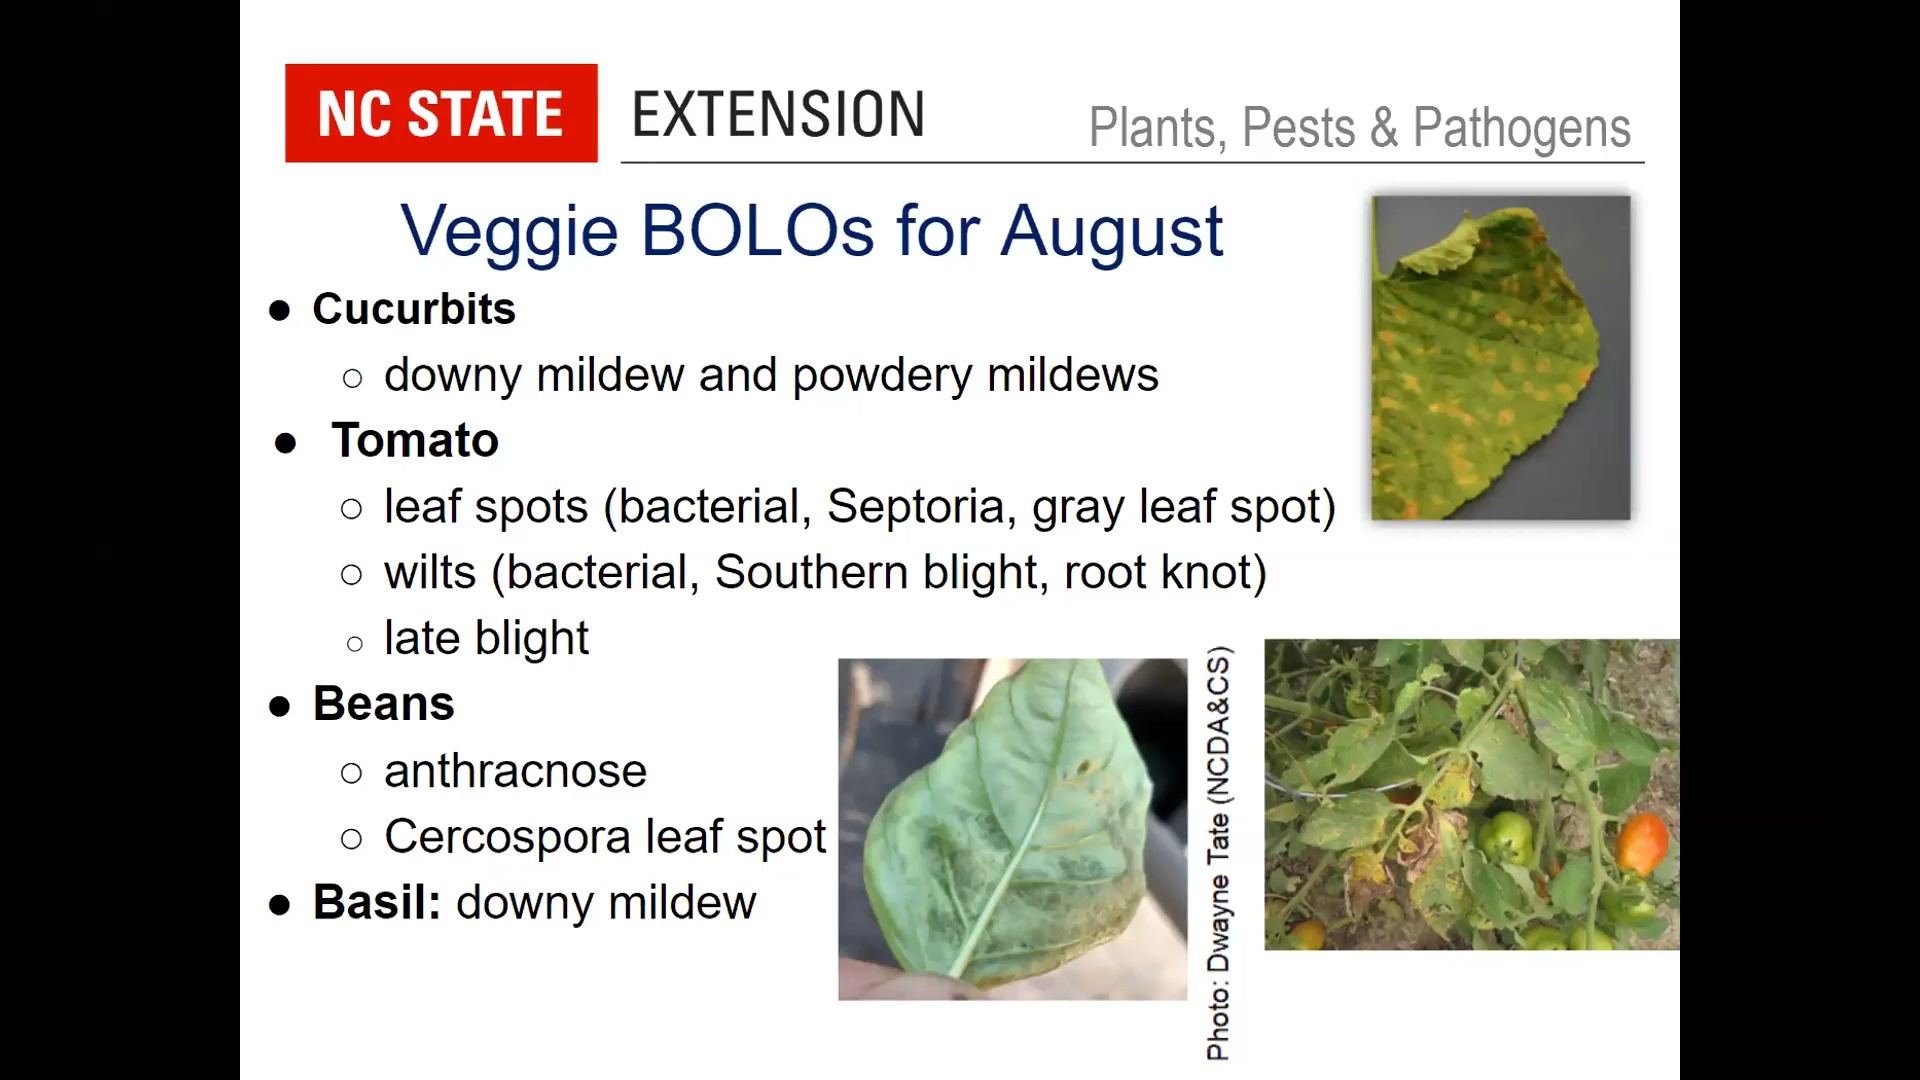 NC STATE EXTENSION
Plants, Pests & Pathogens
Veggie BOLOs for August
● Cucurbits
○ downy mildew and powdery mildews
● Tomato
○ leaf spots (bacterial, Septoria, gray leaf spot)
○ wilts (bacterial, Southern blight, root knot)
○ late blight
● Beans
○ anthracnose
○ Cercospora leaf spot
● Basil: downy mildew
Photo: Dwayne Tate (NCDA&CS)